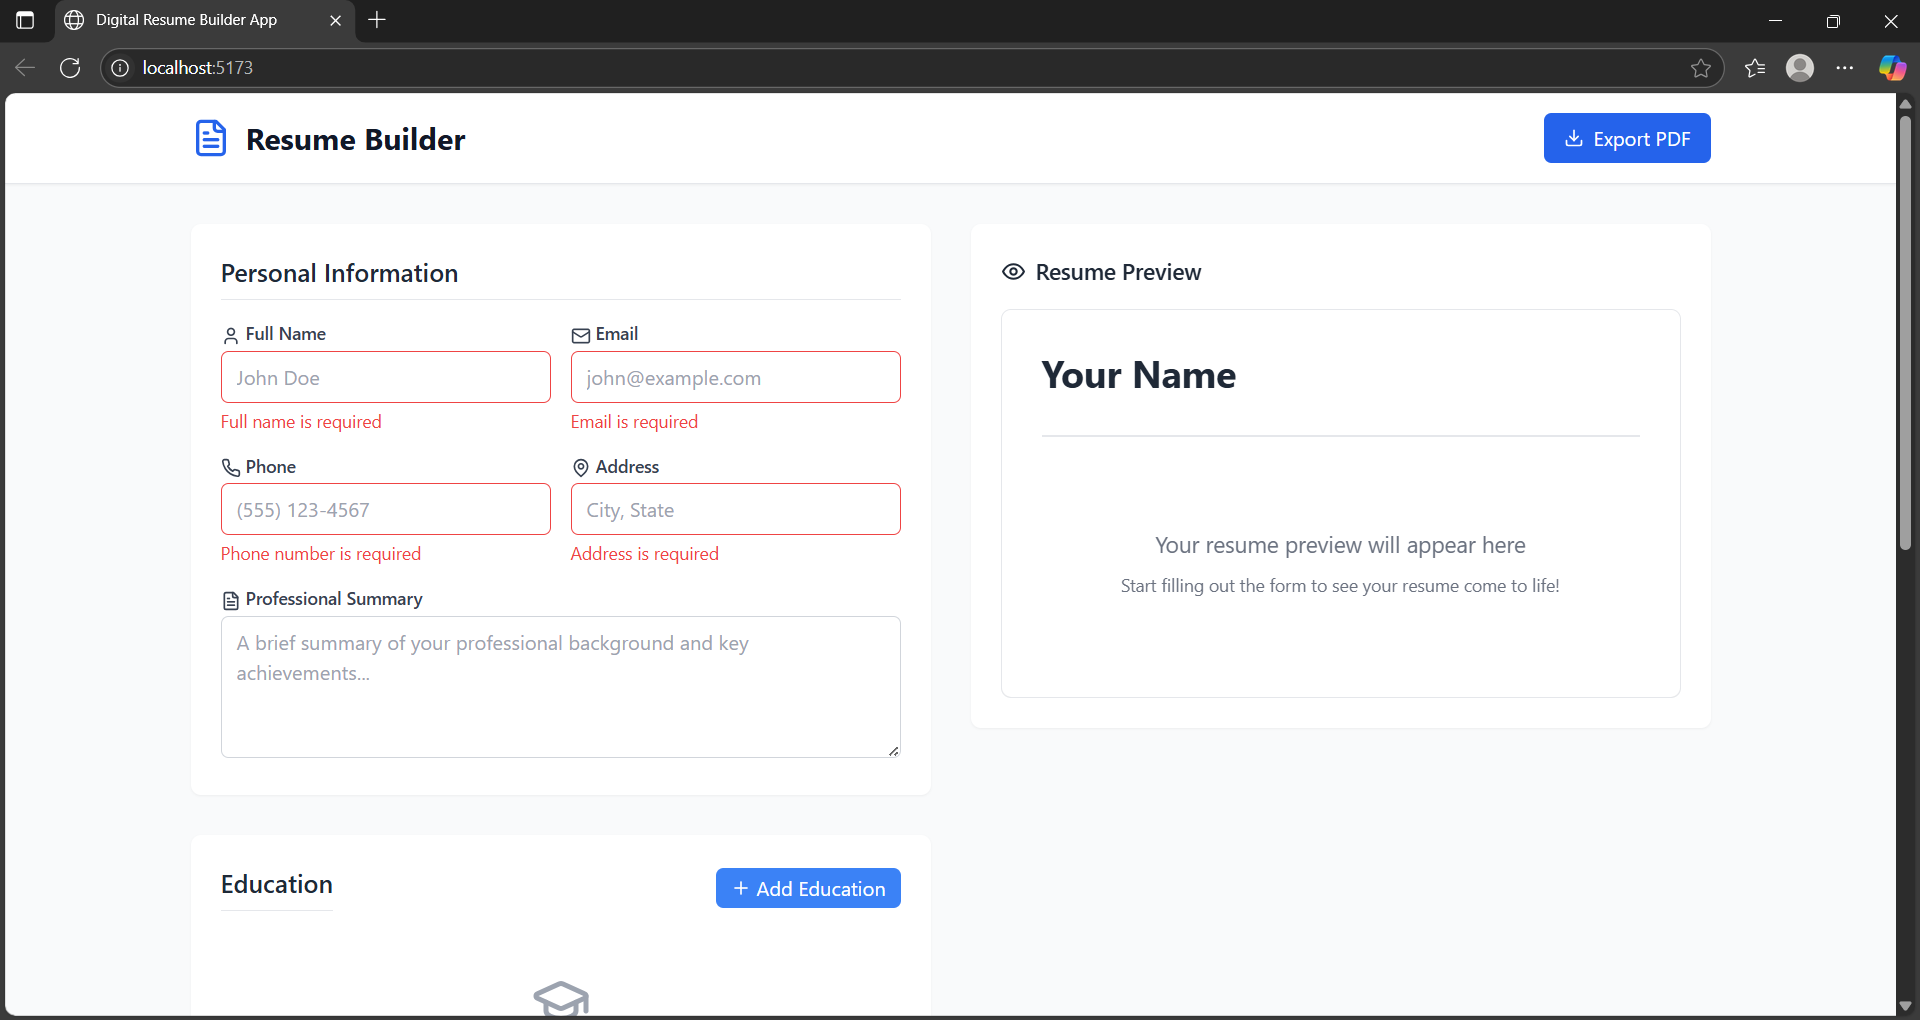 Digital Resume Builder App
localhost:5173
Resume Builder
Export PDF
Personal Information
Full Name
Email
John Doe
john@example.com
Full name is required
Email is required
Phone
Address
(555) 123-4567
City, State
Phone number is required
Address is required
Professional Summary
A brief summary of your professional background and key
achievements...
Education
+ Add Education
Resume Preview
Your Name
Your resume preview will appear here
Start filling out the form to see your resume come to life!